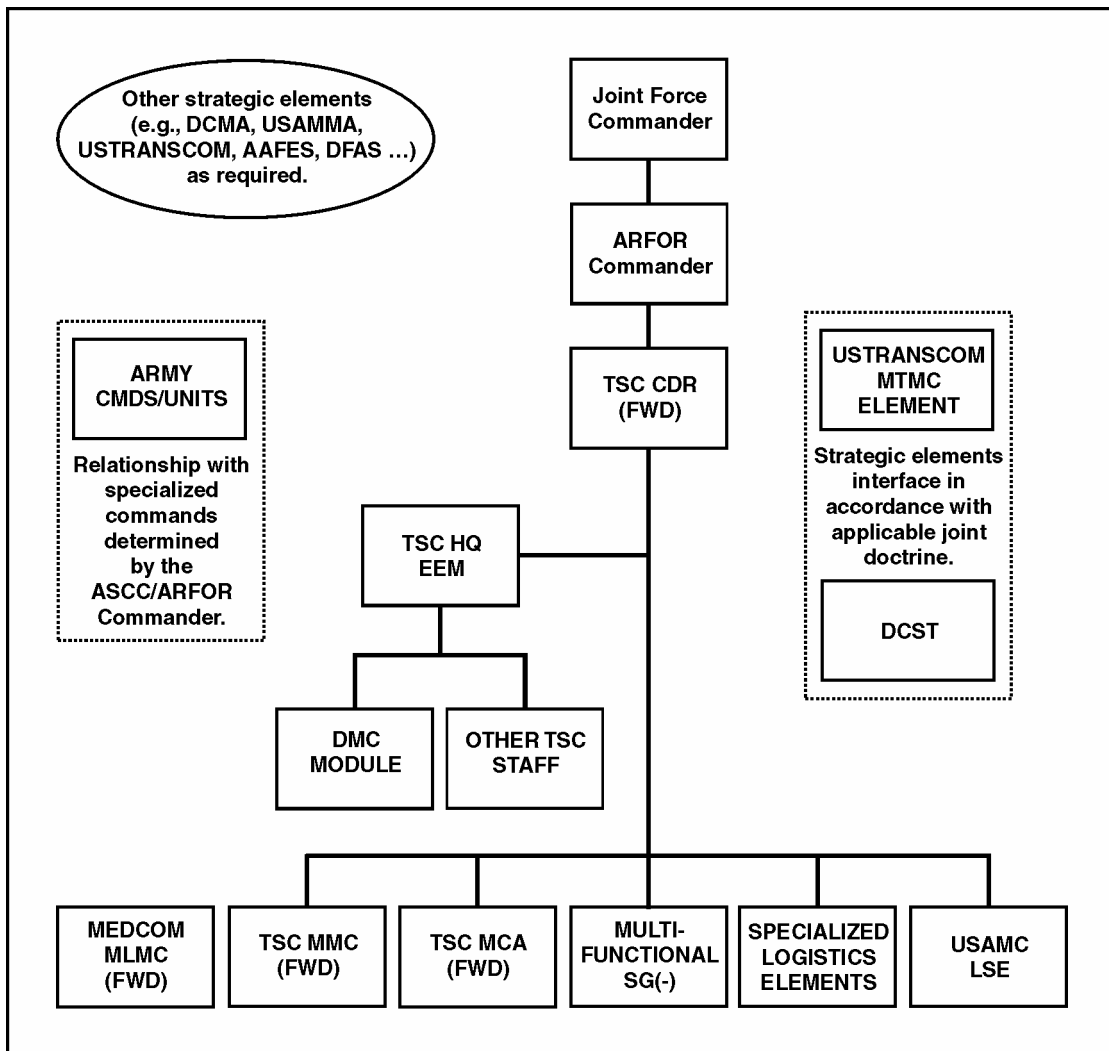 Other strategic elements
(e.g., DCMA, USAMMA,
USTRANSCOM, AAFES, DFAS ...)
as required.
Joint Force
Commander
ARFOR
Commander
TSC CDR
(FWD)
ARMY
CMDS/UNITS
Relationship with
specialized
commands
determined
by the
ASCC/ARFOR
Commander.
USTRANSCOM
MTMC
ELEMENT
Strategic elements
interface in
accordance with
applicable joint
doctrine.
DCST
TSC HQ
EEM
DMC
MODULE
OTHER TSC
STAFF
MEDCOM
MLMC
(FWD)
TSC MMC
(FWD)
TSC MCA
(FWD)
MULTI-
FUNCTIONAL
SG(-)
SPECIALIZED
LOGISTICS
ELEMENTS
USAMC
LSE